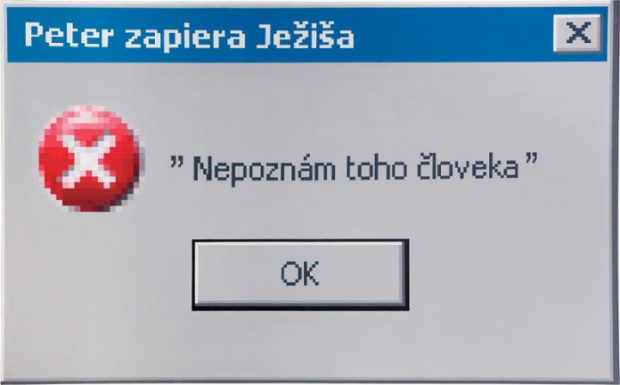 Peter zapiera Ježiša
” Nepoznám toho človeka ”
OK